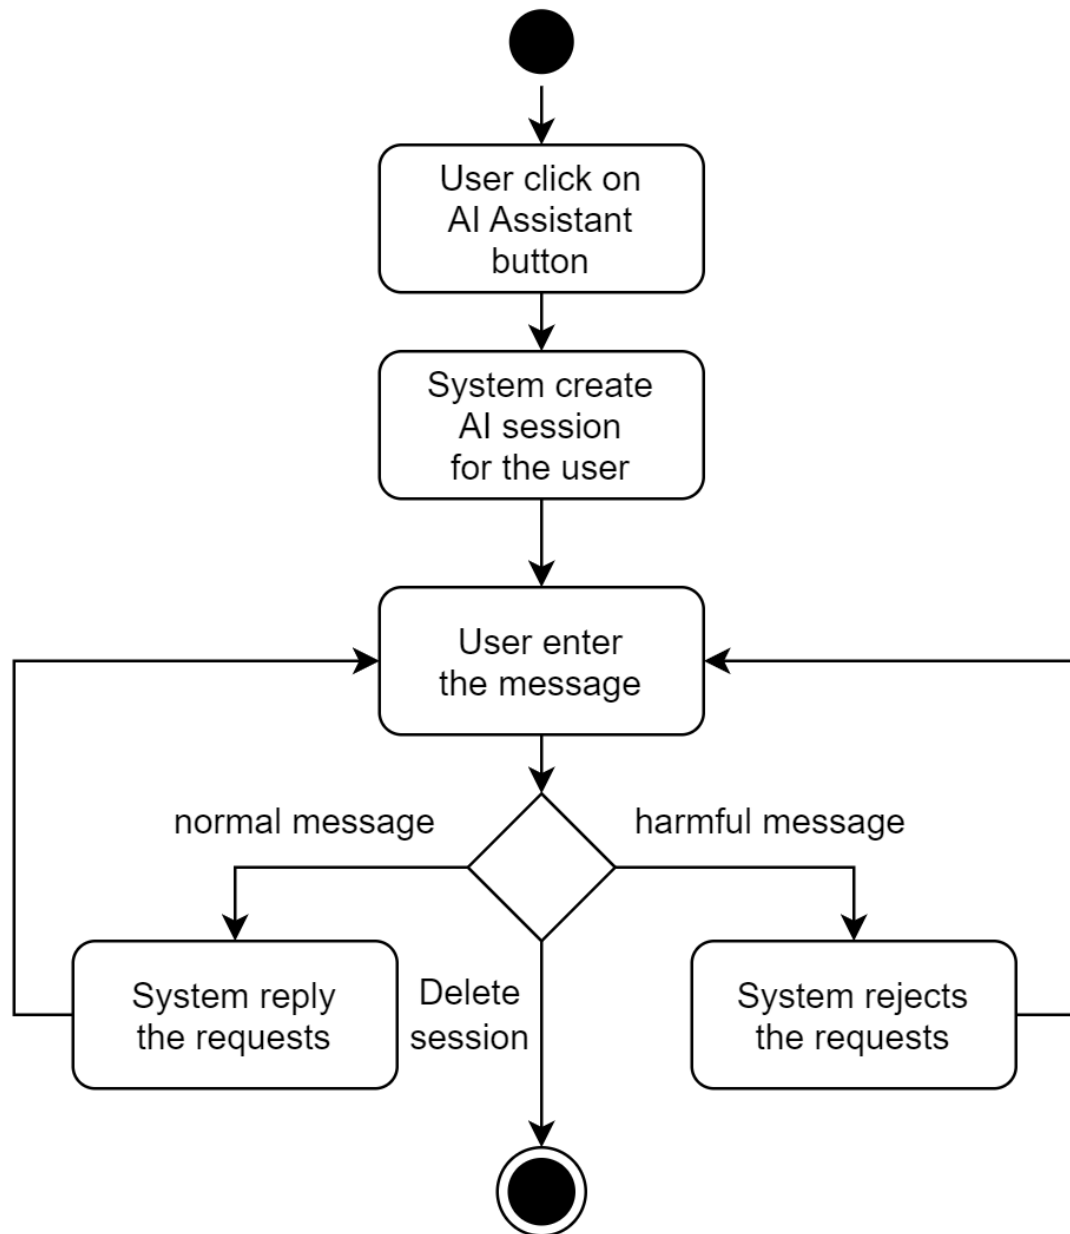 User click on
AI Assistant
button
System create
AI session
for the user
User enter
the message
normal message
harmful message
System reply
the requests
Delete
session
System rejects
the requests